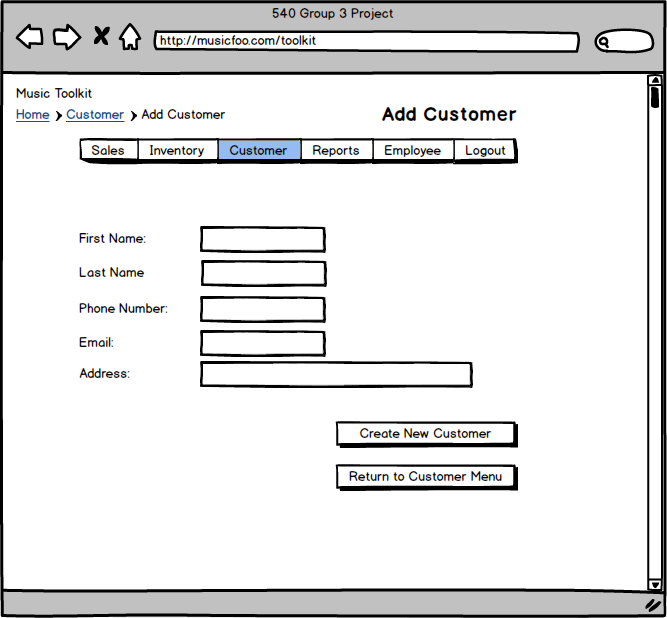 540 Group 3 Project
http://musicfoo.com/toolkit
Music Toolkit
Home > Customer > Add Customer
Add Customer
Sales Inventory Customer Reports Employee Logout
First Name:
Last Name
Phone Number:
Email:
Address:
Create New Customer
Return to Customer Menu